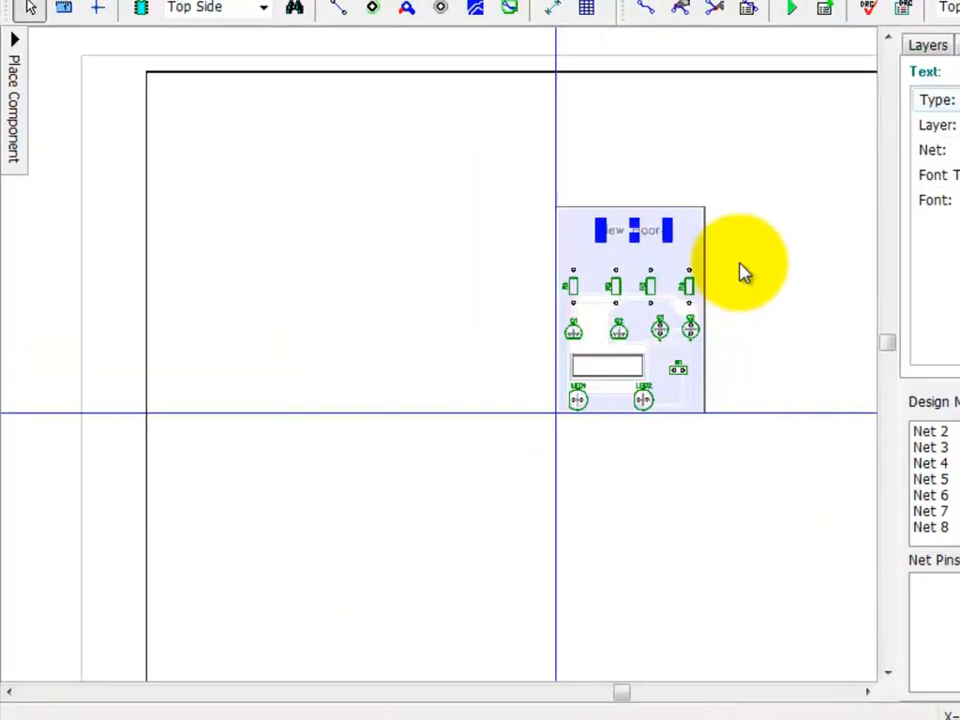 Top Side
Top
Place Component
Layers
Text:
Type:
Layer:
Net:
Font T
Font:
Design N
Net 2
Net 3
Net 4
Net 5
Net 6
Net 7
Net 8
Net Pins
X-